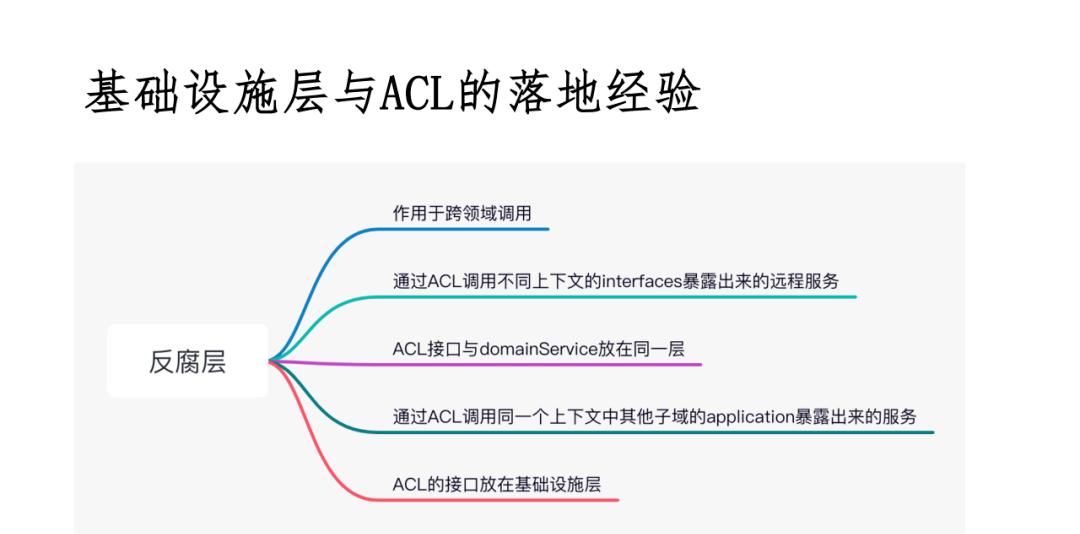 基础设施层与ACL的落地经验
作用于跨领域调用
通过ACL调用不同上下文的interfaces暴露出来的远程服务
ACL接口与domainService放在同一层
反腐层
通过ACL调用同一个上下文中其他子域的application暴露出来的服务
ACL的接口放在基础设施层